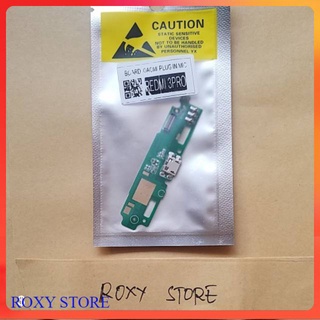 CAUTION
STATIC SENSITIVE
DEVICES
NOT TO BE HANDLED
BY UNAUTHORISED
PERSONNEL
BOARD CACAN PLUG IN MIC
REDMI 3PRO
ROXY STORE
ROXY STORE